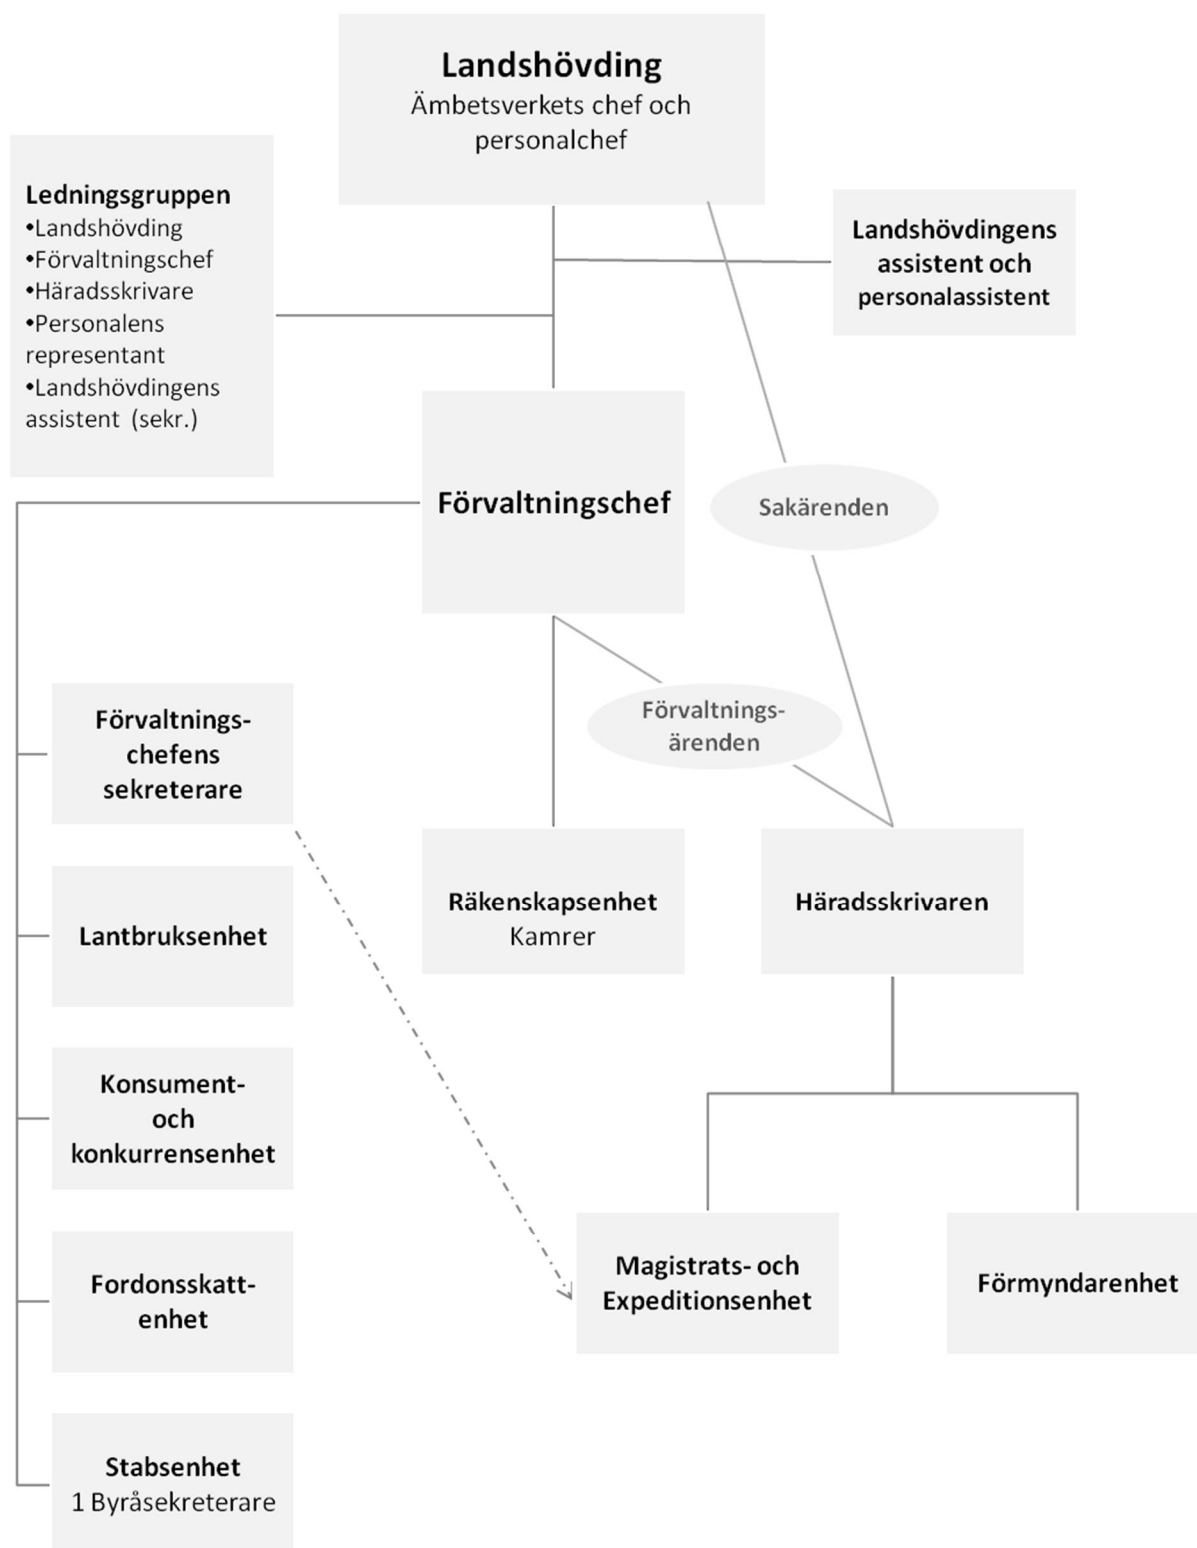 Landshövding
Ämbetsverkets chef och
personalchef
Ledningsgruppen
•Landshövding
•Förvaltningschef
•Häradsskrivare
•Personalens
representant
•Landshövdingens
assistent (sekr.)
Landshövdingens
assistent och
personalassistent
Förvaltningschef
Sakärenden
Förvaltnings-
ärenden
Förvaltnings-
chefens
sekreterare
Räkenskapsenhet
Kamrer
Häradsskrivaren
Lantbruksenhet
Konsument-
och
konkurrensenhet
Magistrats- och
Expeditionsenhet
Förmyndarenhet
Fordonsskatt-
enhet
Stabsenhet
1 Byråsekreterare